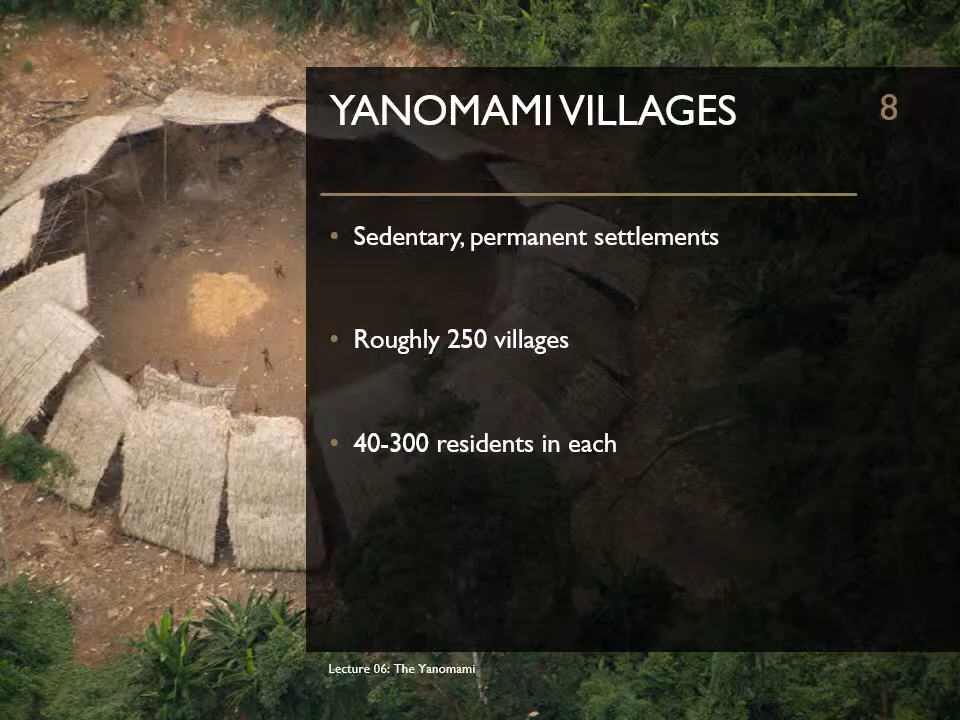 YANOMAMI VILLAGES
8
• Sedentary, permanent settlements
• Roughly 250 villages
• 40-300 residents in each
Lecture 06: The Yanomami